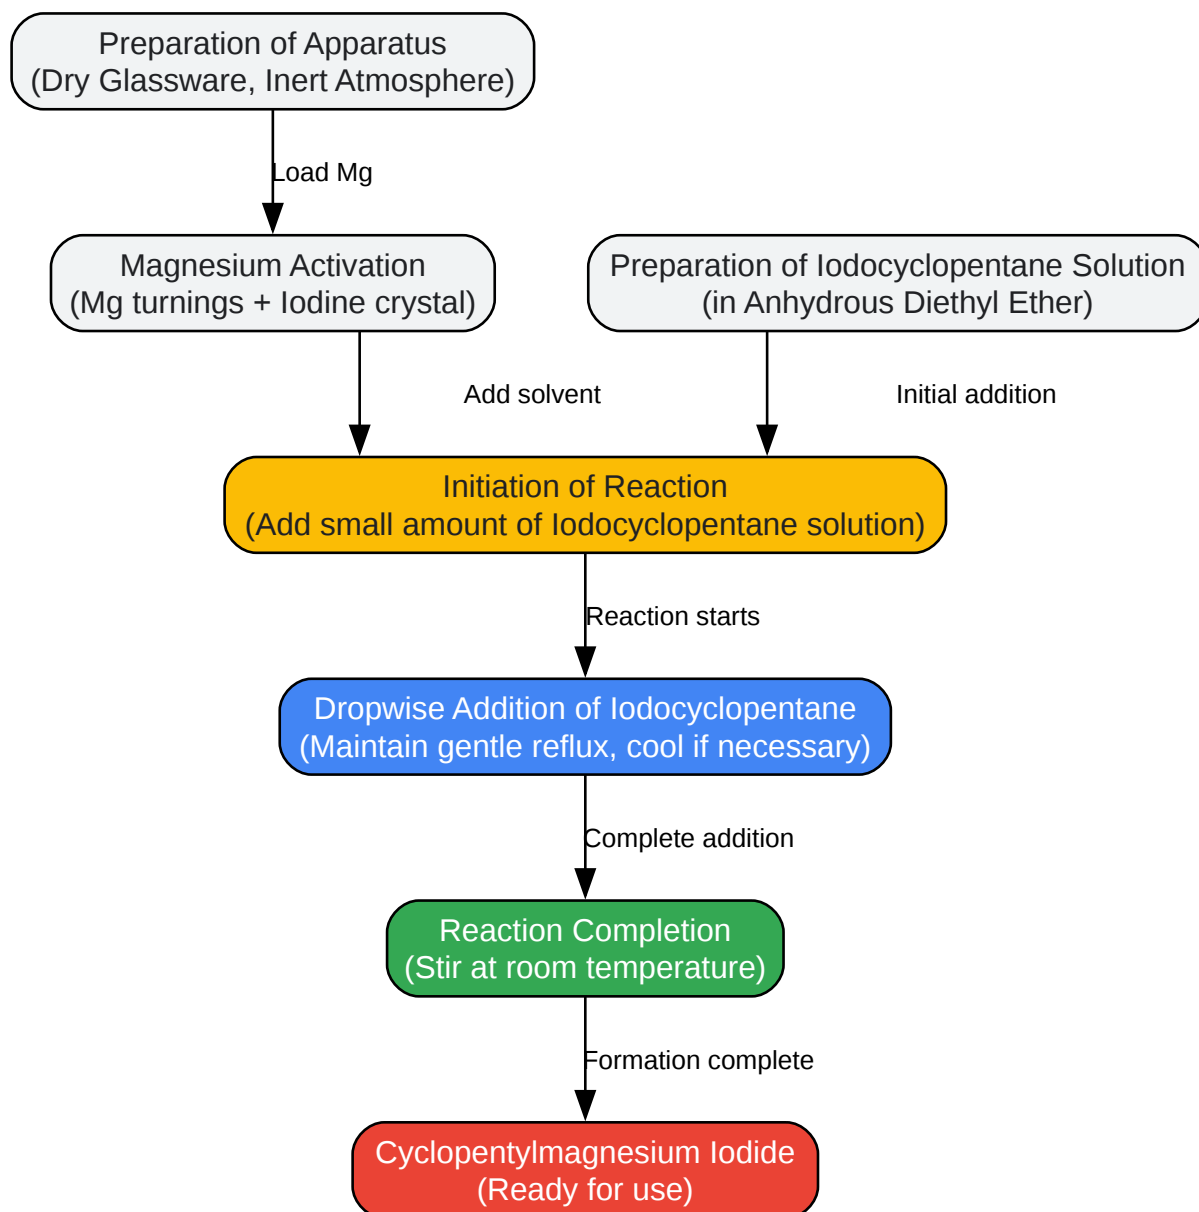 Preparation of Apparatus
(Dry Glassware, Inert Atmosphere)
Load Mg
Magnesium Activation
(Mg turnings + Iodine crystal)
Preparation of Iodocyclopentane Solution
(in Anhydrous Diethyl Ether)
Add solvent
Initial addition
Initiation of Reaction
(Add small amount of Iodocyclopentane solution)
Reaction starts
Dropwise Addition of Iodocyclopentane
(Maintain gentle reflux, cool if necessary)
Complete addition
Reaction Completion
(Stir at room temperature)
Formation complete
Cyclopentylmagnesium Iodide
(Ready for use)